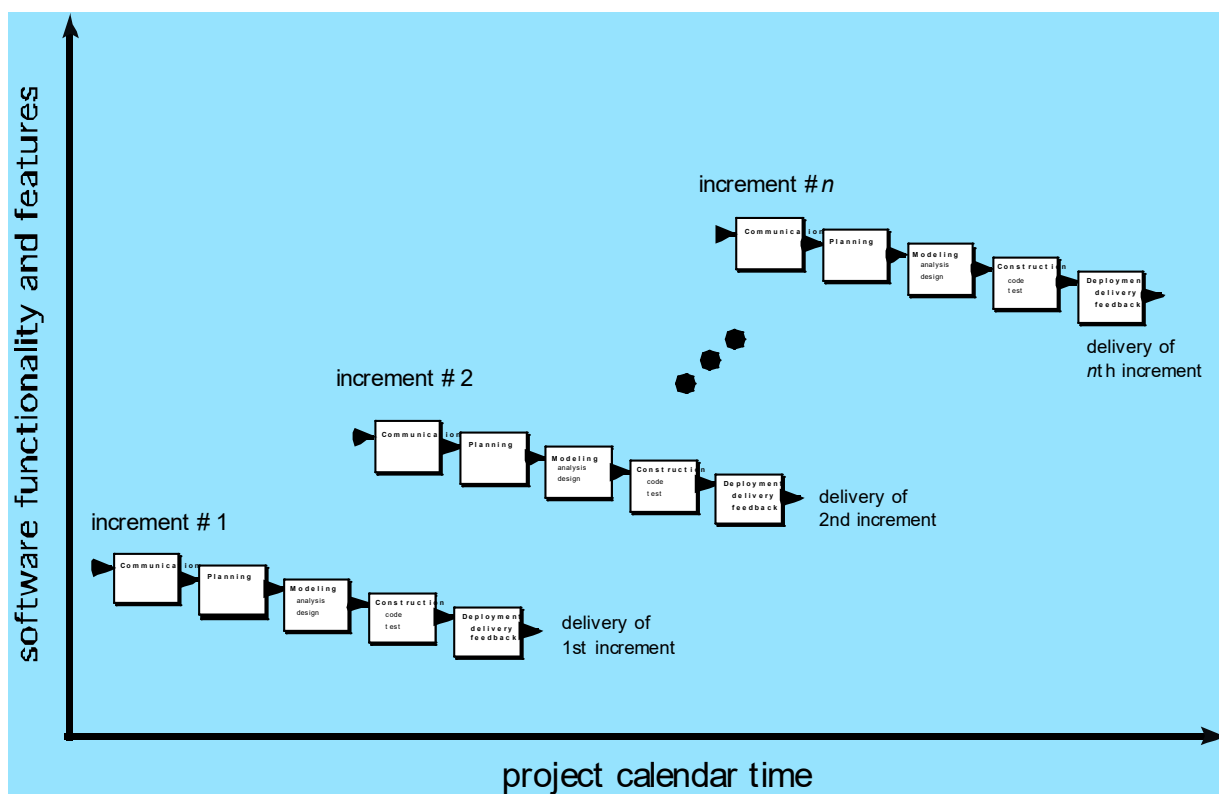 software functionality and features
increment # n
Communication
Planning
Modeling
analysis
design
Construction
code
test
Deployment
delivery
feedback
delivery of
nth increment
increment # 2
Communication
Planning
Modeling
analysis
design
Construction
code
test
Deployment
delivery
feedback
delivery of
2nd increment
increment # 1
Communication
Planning
Modeling
analysis
design
Construction
code
test
Deployment
delivery
feedback
delivery of
1st increment
project calendar time